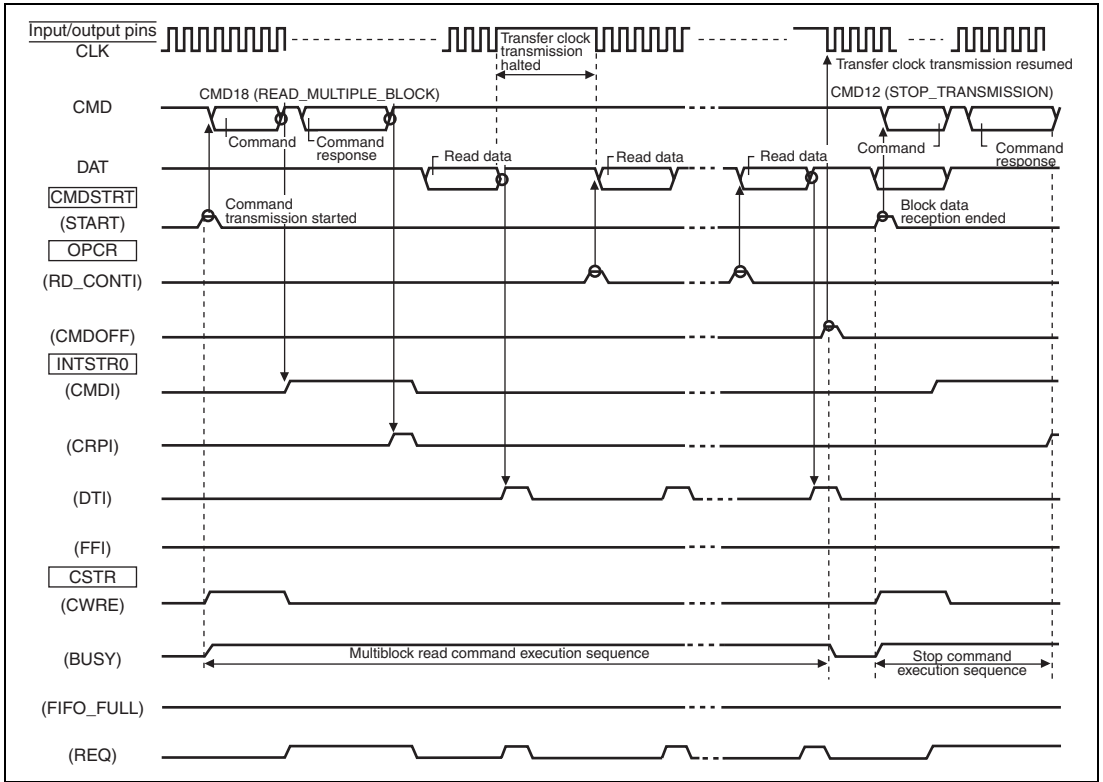 Input/output pins
CLK
Transfer clock
transmission
halted
Transfer clock transmission resumed
CMD18 (READ_MULTIPLE_BLOCK)
CMD12 (STOP_TRANSMISSION)
CMD
Command
Command
response
Command
Command
response
DAT
Read data
Read data
Read data
CMDSTRT
(START)
Command
transmission started
Block data
reception ended
OPCR
(RD_CONTI)
(CMDOFF)
INTSTR0
(CMDI)
(CRPI)
(DTI)
(FFI)
CSTR
(CWRE)
(BUSY)
Multiblock read command execution sequence
Stop command
execution sequence
(FIFO_FULL)
(REQ)